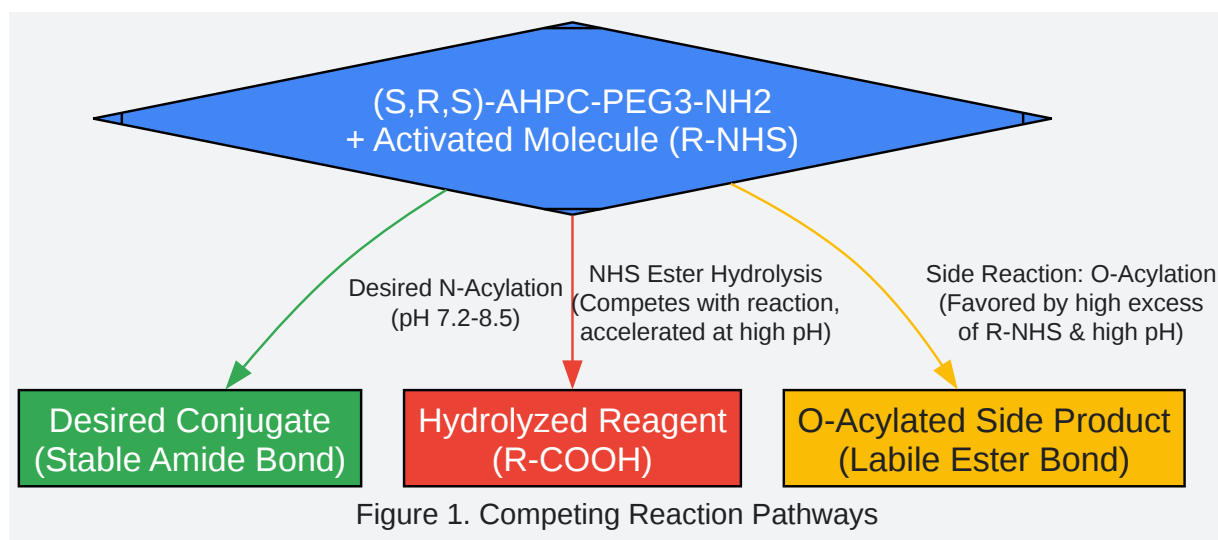 (S,R,S)-AHPC-PEG3-NH2
+ Activated Molecule (R-NHS)
Desired N-Acylation
(pH 7.2-8.5)
NHS Ester Hydrolysis
(Competes with reaction,
accelerated at high pH)
Side Reaction: O-Acylation
(Favored by high excess
of R-NHS & high pH)
Desired Conjugate
(Stable Amide Bond)
Hydrolyzed Reagent
(R-COOH)
O-Acylated Side Product
(Labile Ester Bond)
Figure 1. Competing Reaction Pathways